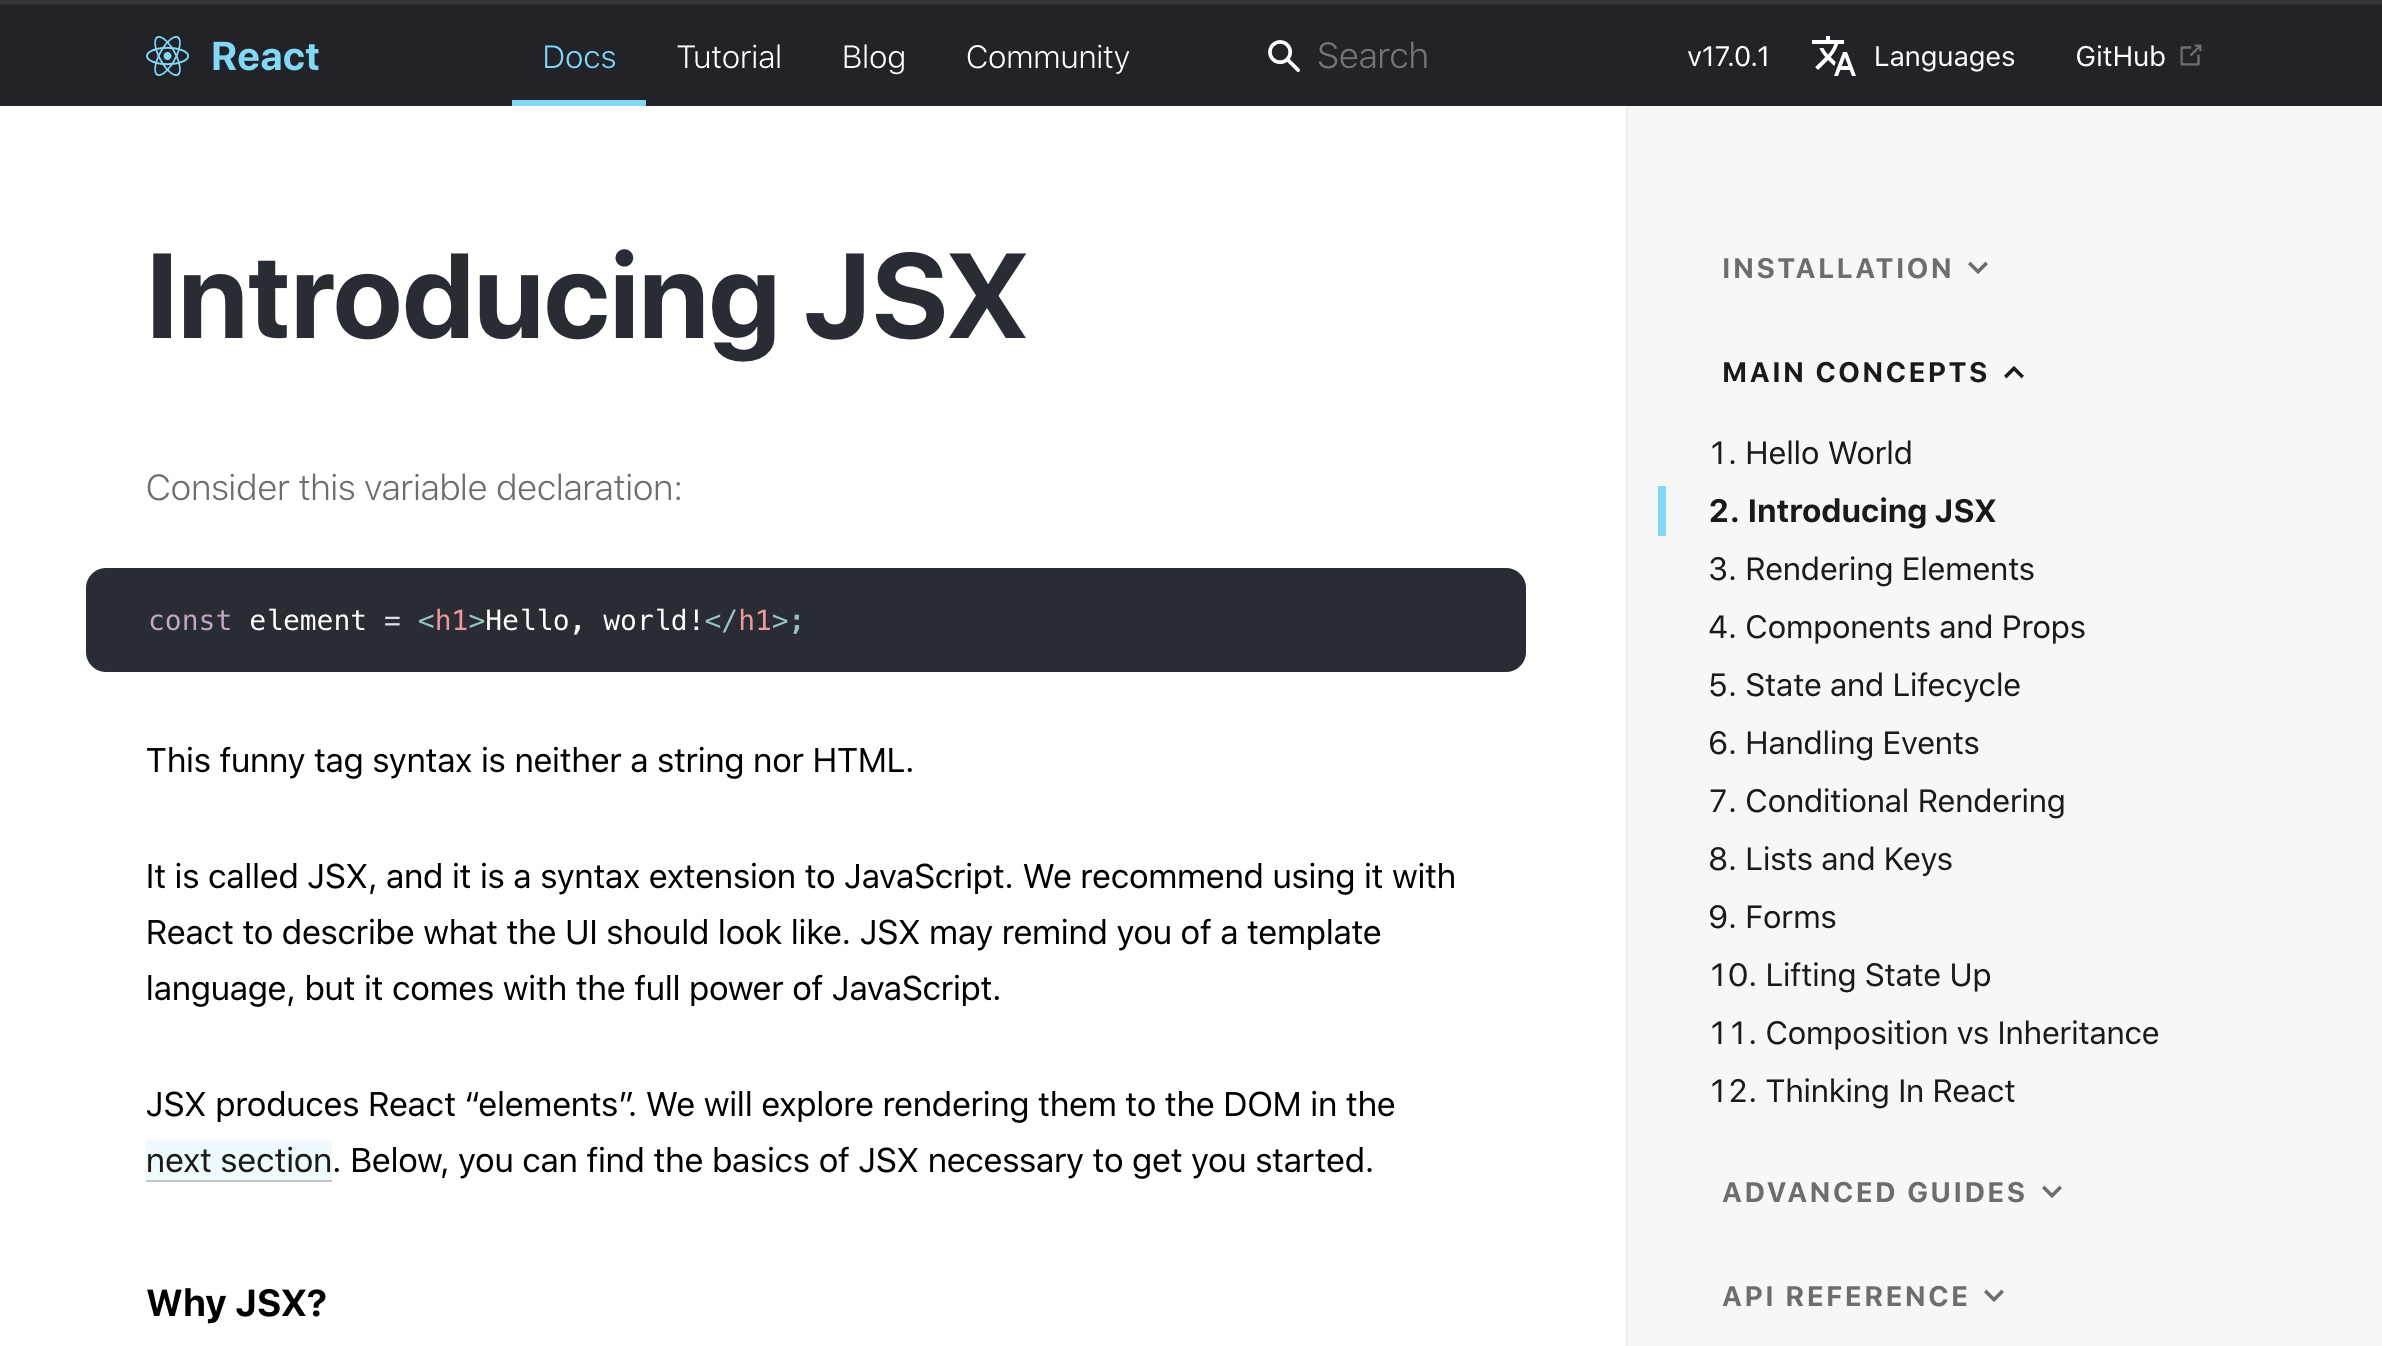 React
Docs
Tutorial
Blog
Community
Search
v17.0.1
Languages
GitHub
Introducing JSX
Consider this variable declaration:
const element = <h1>Hello, world!</h1>;
This funny tag syntax is neither a string nor HTML.
It is called JSX, and it is a syntax extension to JavaScript. We recommend using it with
React to describe what the UI should look like. JSX may remind you of a template
language, but it comes with the full power of JavaScript.
JSX produces React “elements”. We will explore rendering them to the DOM in the
next section. Below, you can find the basics of JSX necessary to get you started.
Why JSX?
INSTALLATION
MAIN CONCEPTS
1. Hello World
2. Introducing JSX
3. Rendering Elements
4. Components and Props
5. State and Lifecycle
6. Handling Events
7. Conditional Rendering
8. Lists and Keys
9. Forms
10. Lifting State Up
11. Composition vs Inheritance
12. Thinking In React
ADVANCED GUIDES
API REFERENCE